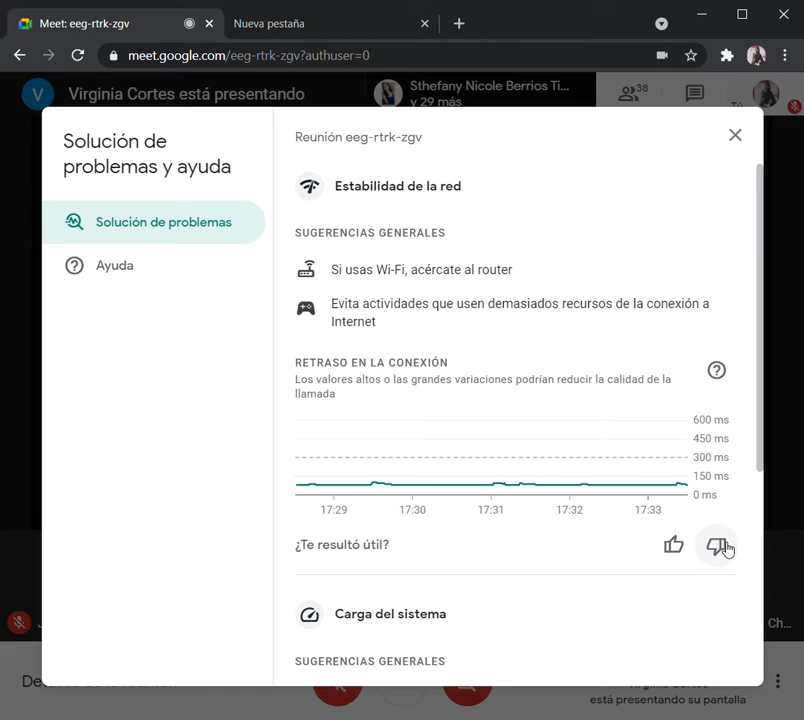 Meet: eeg-rtrk-zgv
Nueva pestaña
meet.google.com/eeg-rtrk-zgv?authuser=0
V
Virginia Cortes está presentando
Sthefany Nicole Berrios Ti...
y 29 más
38
Solución de
problemas y ayuda
Solución de problemas
Ayuda
Reunión eeg-rtrk-zgv
Estabilidad de la red
SUGERENCIAS GENERALES
Si usas Wi-Fi, acércate al router
Evita actividades que usen demasiados recursos de la conexión a
Internet
RETRASO EN LA CONEXIÓN
Los valores altos o las grandes variaciones podrían reducir la calidad de la
llamada
600 ms
450 ms
300 ms
150 ms
0 ms
17:29 17:30 17:31 17:32 17:33
¿Te resultó útil?
Carga del sistema
SUGERENCIAS GENERALES
Ch...
está presentando su pantalla